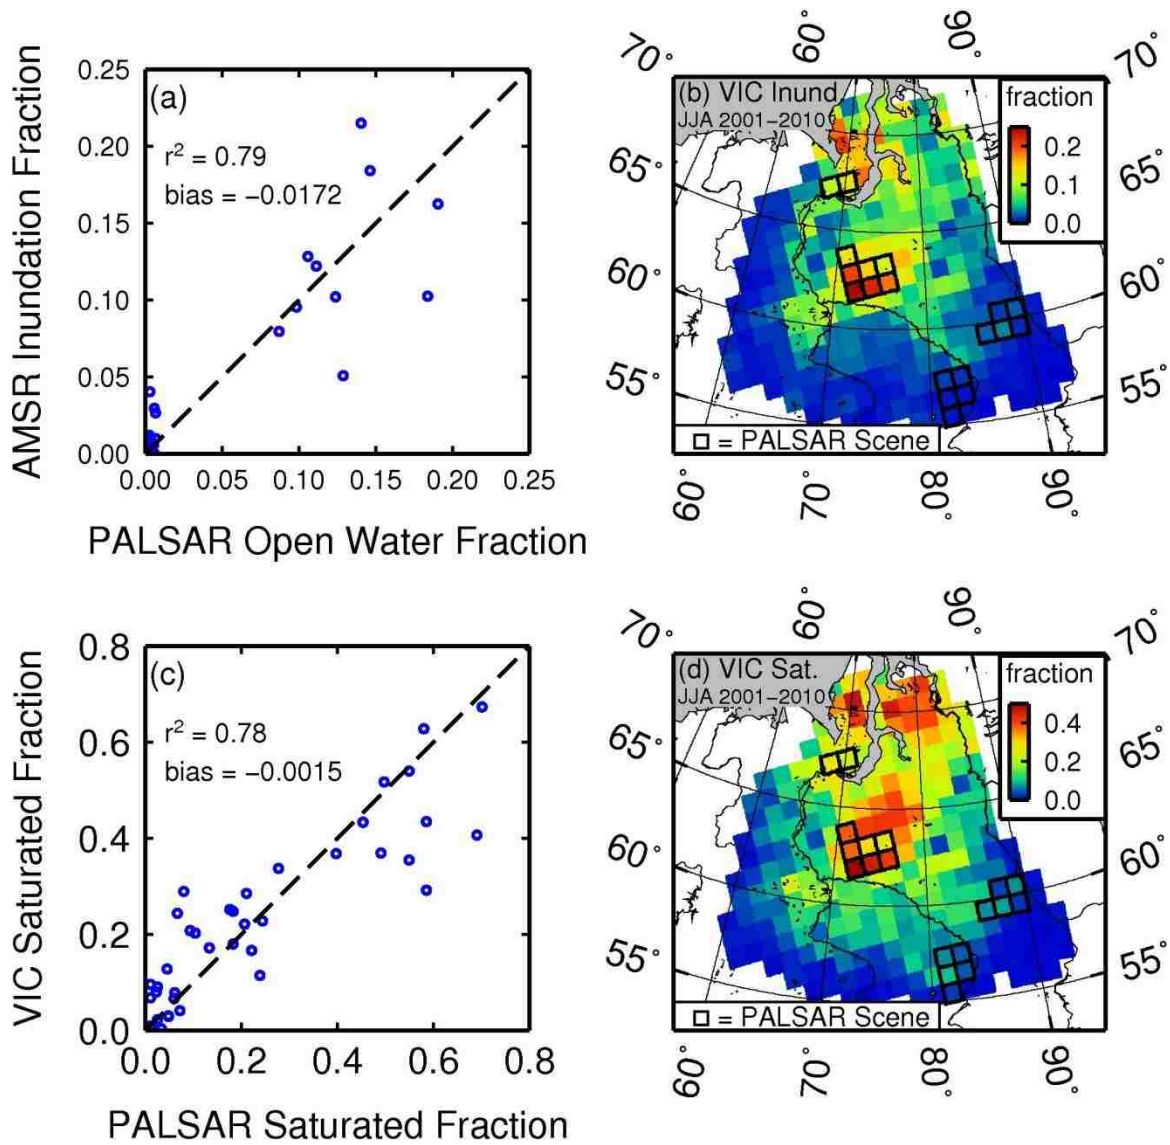 AMSR Inundation Fraction
0.25
0.20
0.15
0.10
0.05
0.00
(a)
r² = 0.79
bias = −0.0172
0.00 0.05 0.10 0.15 0.20 0.25
PALSAR Open Water Fraction
60° 90°
70° 70°
65° 65°
60° 60°
55° 55°
(b) VIC Inund.
JJA 2001−2010
fraction
0.2
0.1
0.0
= PALSAR Scene
60° 70° 80° 90°
VIC Saturated Fraction
0.8
0.6
0.4
0.2
0.0
(c)
r² = 0.78
bias = −0.0015
0.0 0.2 0.4 0.6 0.8
PALSAR Saturated Fraction
60° 90°
70° 70°
65° 65°
60° 60°
55° 55°
(d) VIC Sat.
JJA 2001−2010
fraction
0.4
0.2
0.0
= PALSAR Scene
60° 70° 80° 90°